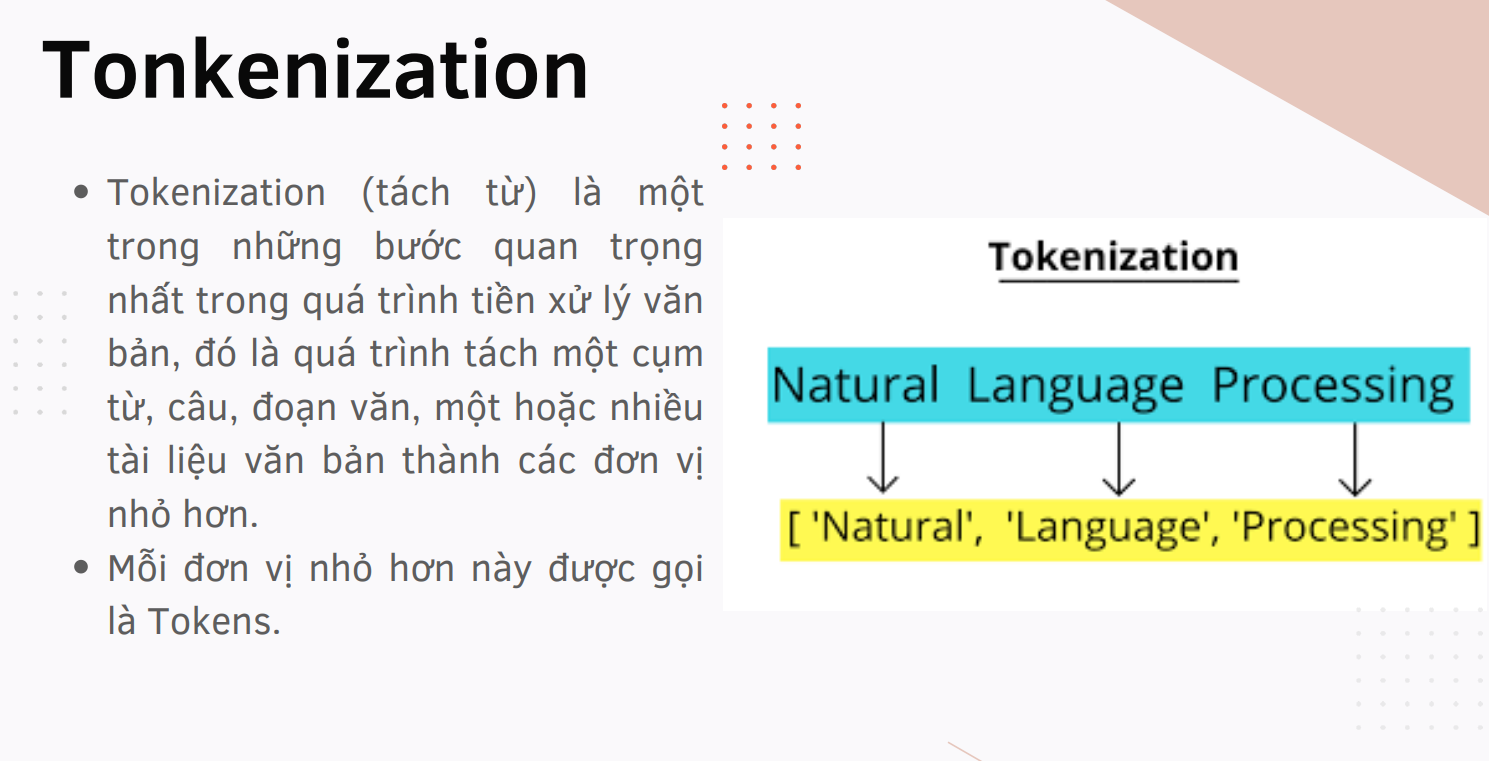 Tonkenization
• Tokenization (tách từ) là một
trong những bước quan trọng
nhất trong quá trình tiền xử lý văn
bản, đó là quá trình tách một cụm
từ, câu, đoạn văn, một hoặc nhiều
tài liệu văn bản thành các đơn vị
nhỏ hơn.
• Mỗi đơn vị nhỏ hơn này được gọi
là Tokens.
Tokenization
Natural Language Processing
[ 'Natural', 'Language', 'Processing' ]